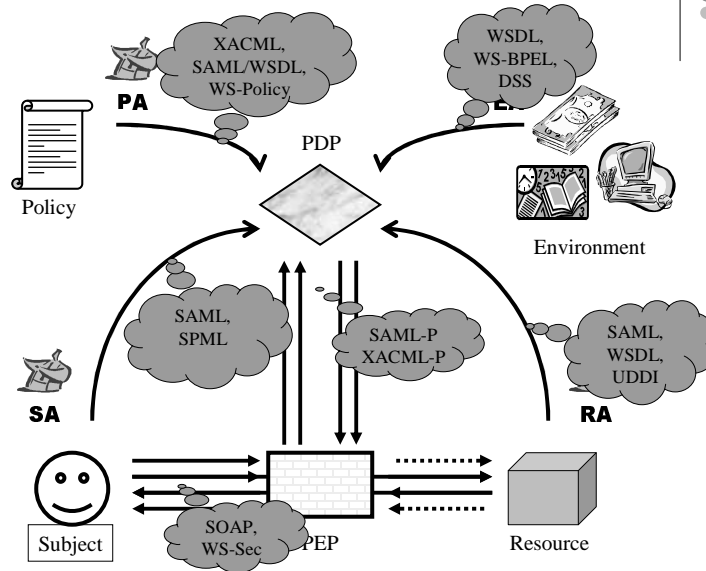 XACML,
SAML/WSDL,
WS-Policy
WSDL,
WS-BPEL,
DSS
PA
PDP
Policy
Environment
SAML,
SPML
SAML-P
XACML-P
SAML,
WSDL,
UDDI
SA
RA
SOAP,
WS-Sec
Subject
PEP
Resource